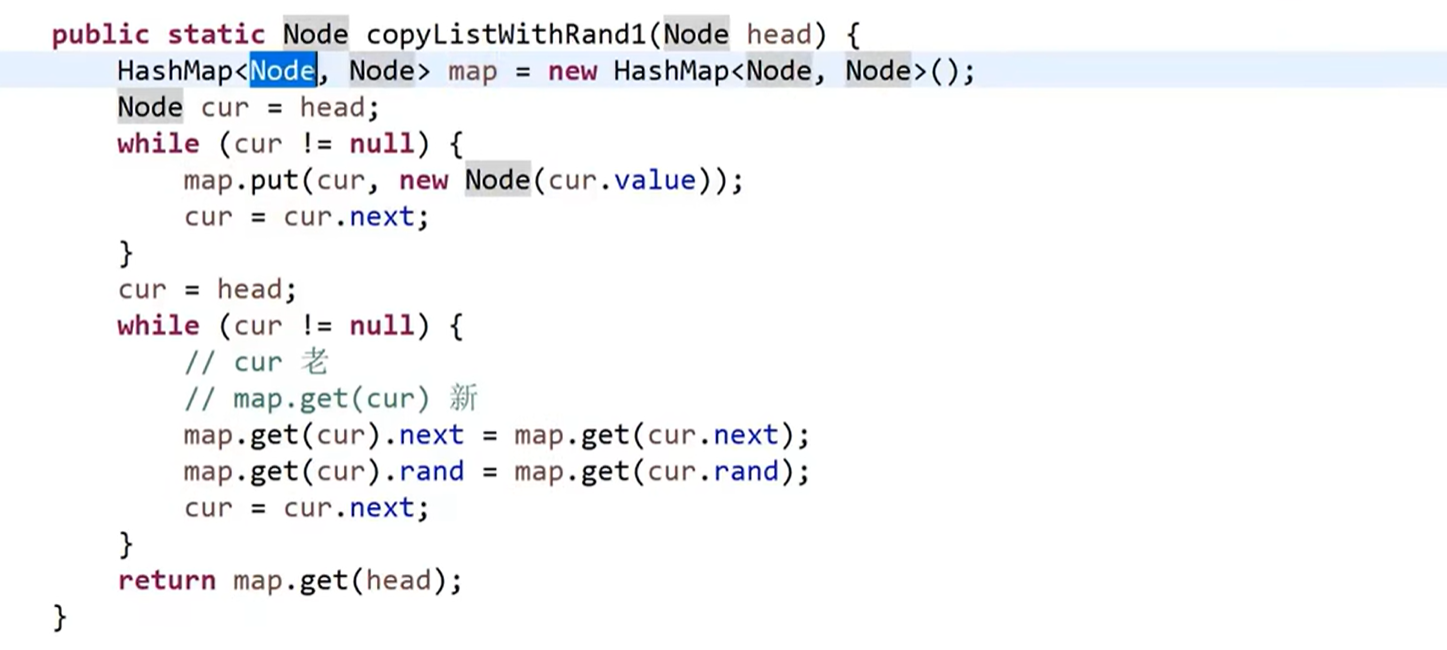 public static Node copyListWithRand1(Node head) {
HashMap<Node, Node> map = new HashMap<Node, Node>();
Node cur = head;
while (cur != null) {
map.put(cur, new Node(cur.value));
cur = cur.next;
}
cur = head;
while (cur != null) {
// cur 老
// map.get(cur) 新
map.get(cur).next = map.get(cur.next);
map.get(cur).rand = map.get(cur.rand);
cur = cur.next;
}
return map.get(head);
}